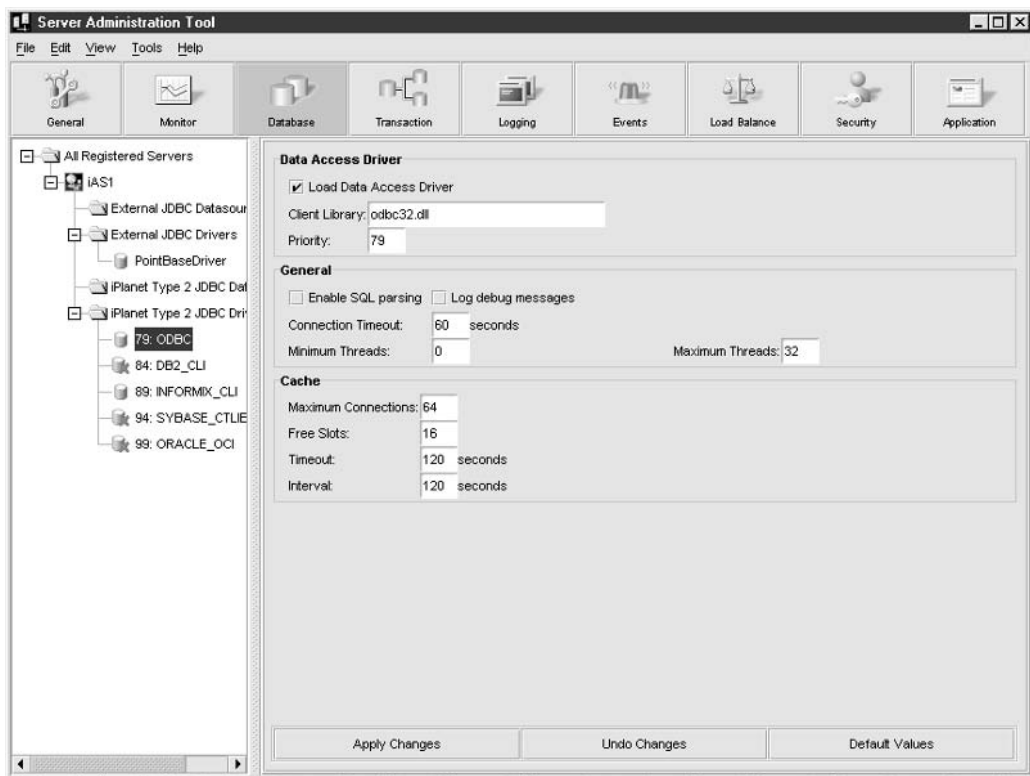 Server Administration Tool
File Edit View Tools Help
General Monitor Database Transaction Logging Events Load Balance Security Application
All Registered Servers
iAS1
External JDBC Datasour
External JDBC Drivers
PointBaseDriver
iPlanet Type 2 JDBC Dat
iPlanet Type 2 JDBC Driv
79: ODBC
84: DB2_CLI
89: INFORMIX_CLI
94: SYBASE_CTLIE
99: ORACLE_OCI
Data Access Driver
Load Data Access Driver
Client Library: odbc32.dll
Priority: 79
General
Enable SQL parsing Log debug messages
Connection Timeout: 60 seconds
Minimum Threads: 0 Maximum Threads: 32
Cache
Maximum Connections: 64
Free Slots: 16
Timeout: 120 seconds
Interval: 120 seconds
Apply Changes Undo Changes Default Values